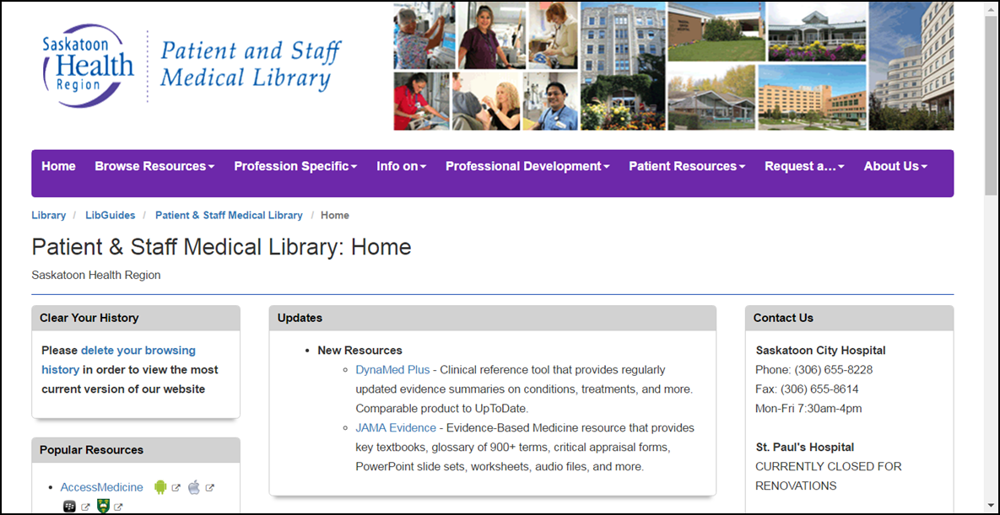 Saskatoon
Health
Region
Patient and Staff
Medical Library
Home Browse Resources Profession Specific Info on Professional Development Patient Resources Request a... About Us
Library / LibGuides / Patient & Staff Medical Library / Home
Patient & Staff Medical Library: Home
Saskatoon Health Region
Clear Your History
Please delete your browsing
history in order to view the most
current version of our website
Popular Resources
• AccessMedicine
Updates
• New Resources
◦ DynaMed Plus - Clinical reference tool that provides regularly
updated evidence summaries on conditions, treatments, and more.
Comparable product to UpToDate.
◦ JAMA Evidence - Evidence-Based Medicine resource that provides
key textbooks, glossary of 900+ terms, critical appraisal forms,
PowerPoint slide sets, worksheets, audio files, and more.
Contact Us
Saskatoon City Hospital
Phone: (306) 655-8228
Fax: (306) 655-8614
Mon-Fri 7:30am-4pm
St. Paul's Hospital
CURRENTLY CLOSED FOR
RENOVATIONS